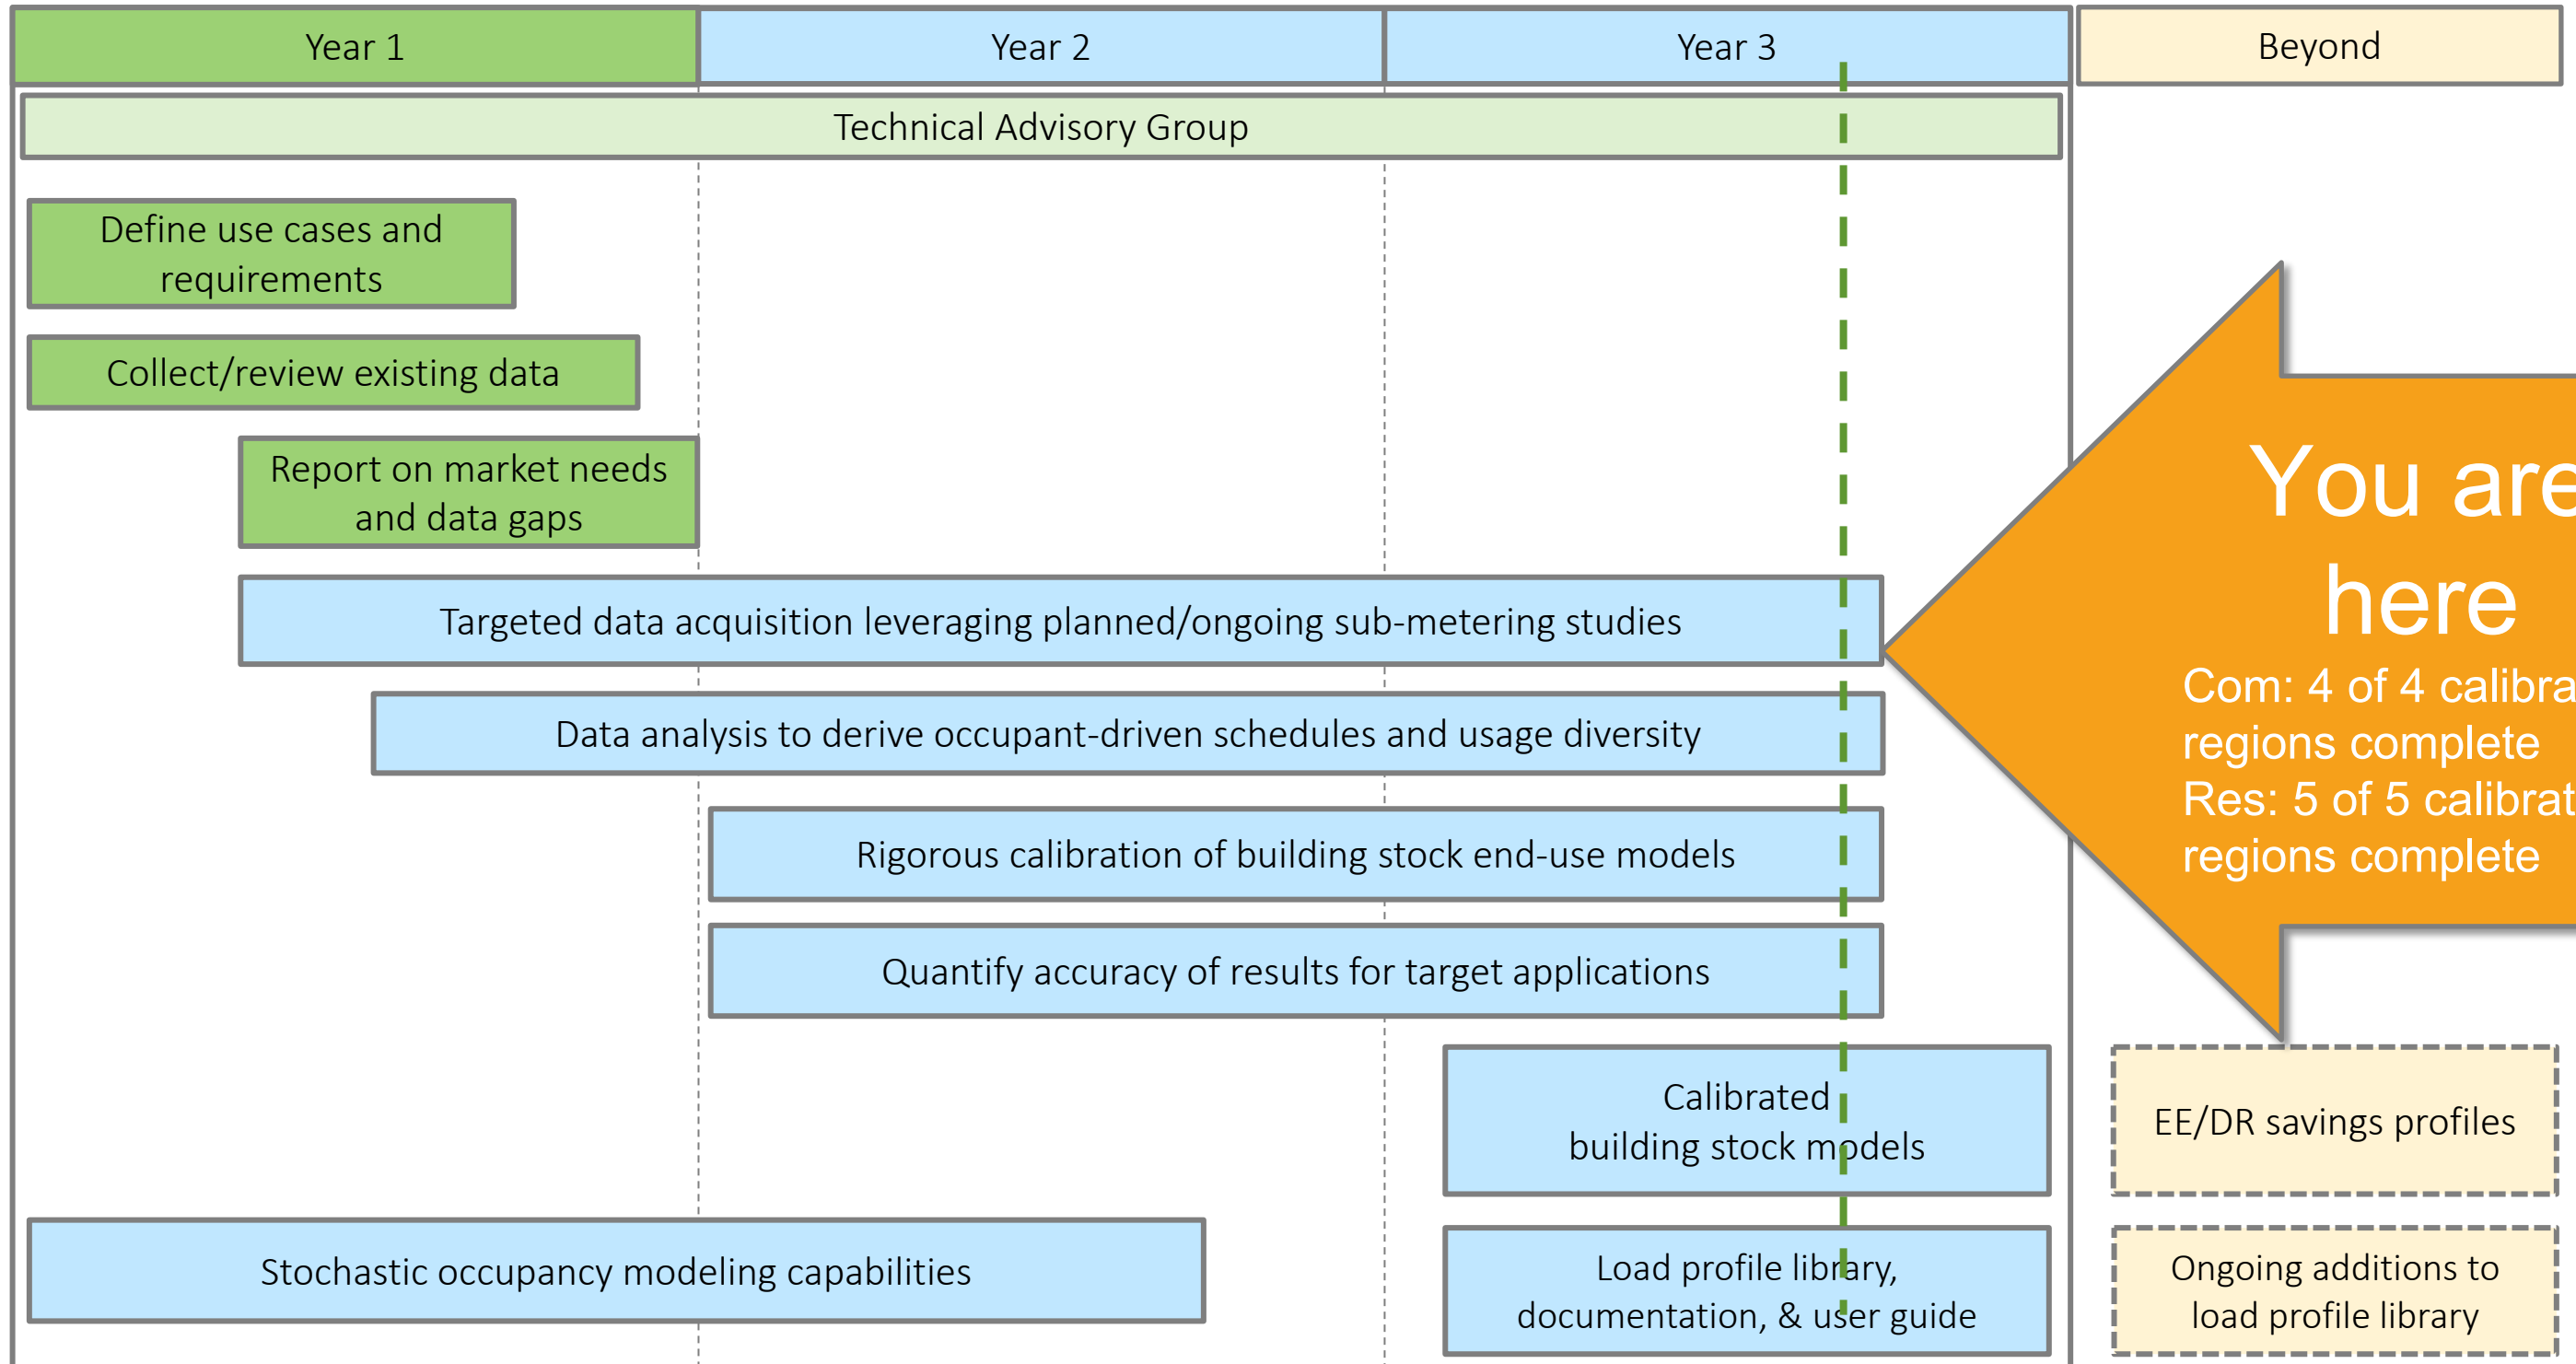 Year 1
Year 2
Year 3
Beyond
Technical Advisory Group
Define use cases and
requirements
Collect/review existing data
Report on market needs
and data gaps
Targeted data acquisition leveraging planned/ongoing sub-metering studies
Data analysis to derive occupant-driven schedules and usage diversity
Rigorous calibration of building stock end-use models
Quantify accuracy of results for target applications
You are
here
Com: 4 of 4 calibra
regions complete
Res: 5 of 5 calibrat
regions complete
Calibrated
building stock models
EE/DR savings profiles
Stochastic occupancy modeling capabilities
Load profile library,
documentation, & user guide
Ongoing additions to
load profile library